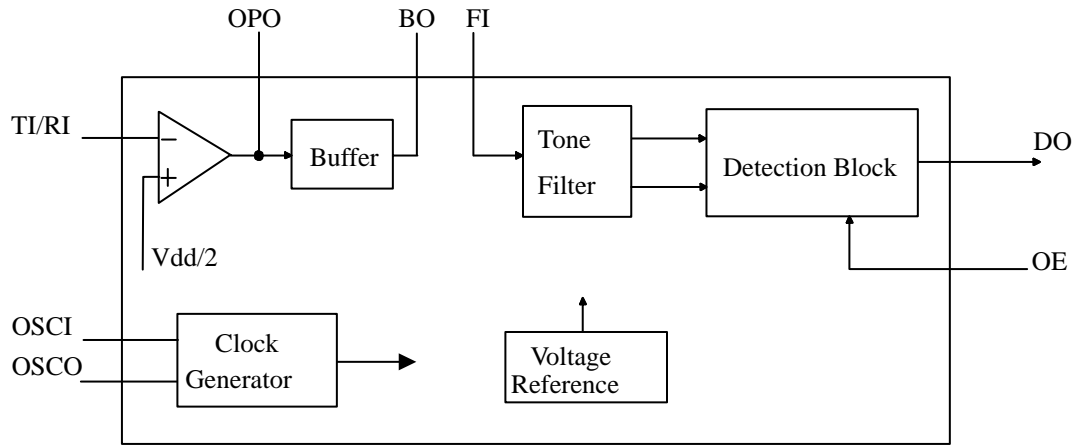 OPO
BO
FI
TI/RI
−
+
Buffer
Tone
Filter
Detection Block
DO
Vdd/2
OE
OSCI
OSCO
Clock
Generator
Voltage
Reference